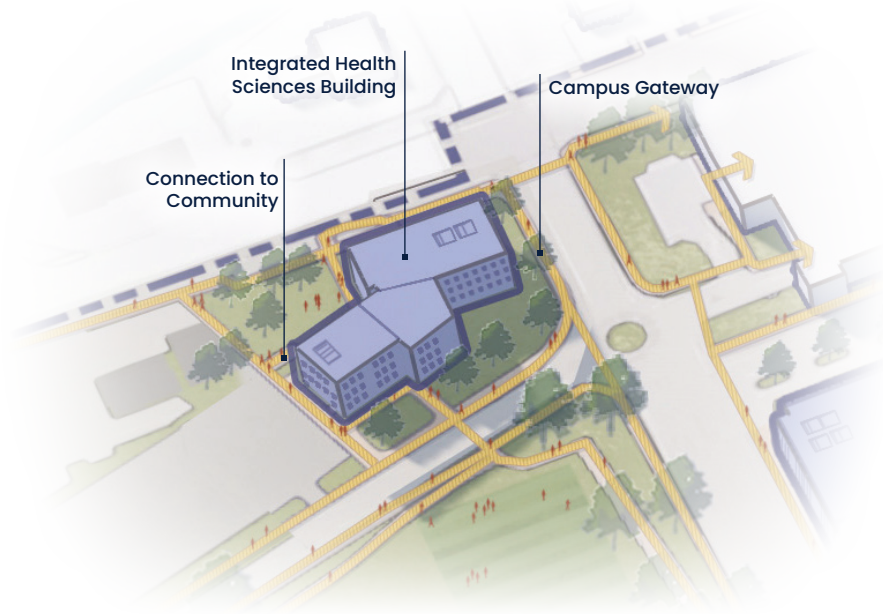 Integrated Health
Sciences Building
Campus Gateway
Connection to
Community